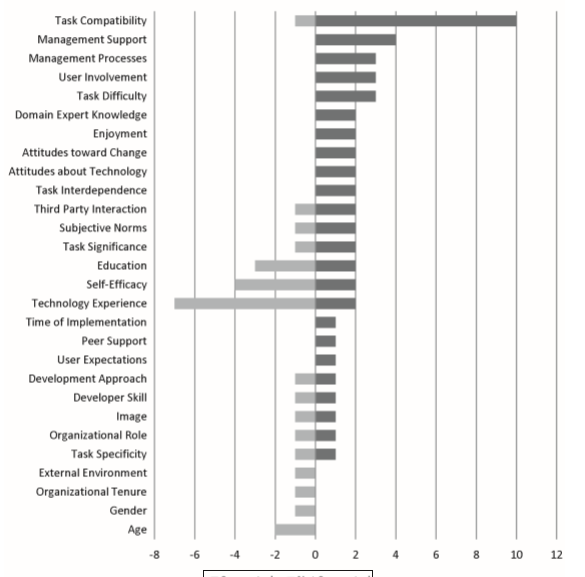 Task Compatibility
Management Support
Management Processes
User Involvement
Task Difficulty
Domain Expert Knowledge
Enjoyment
Attitudes toward Change
Attitudes about Technology
Task Interdependence
Third Party Interaction
Subjective Norms
Task Significance
Education
Self-Efficacy
Technology Experience
Time of Implementation
Peer Support
User Expectations
Development Approach
Developer Skill
Image
Organizational Role
Task Specificity
External Environment
Organizational Tenure
Gender
Age
-8 -6 -4 -2 0 2 4 6 8 10 12